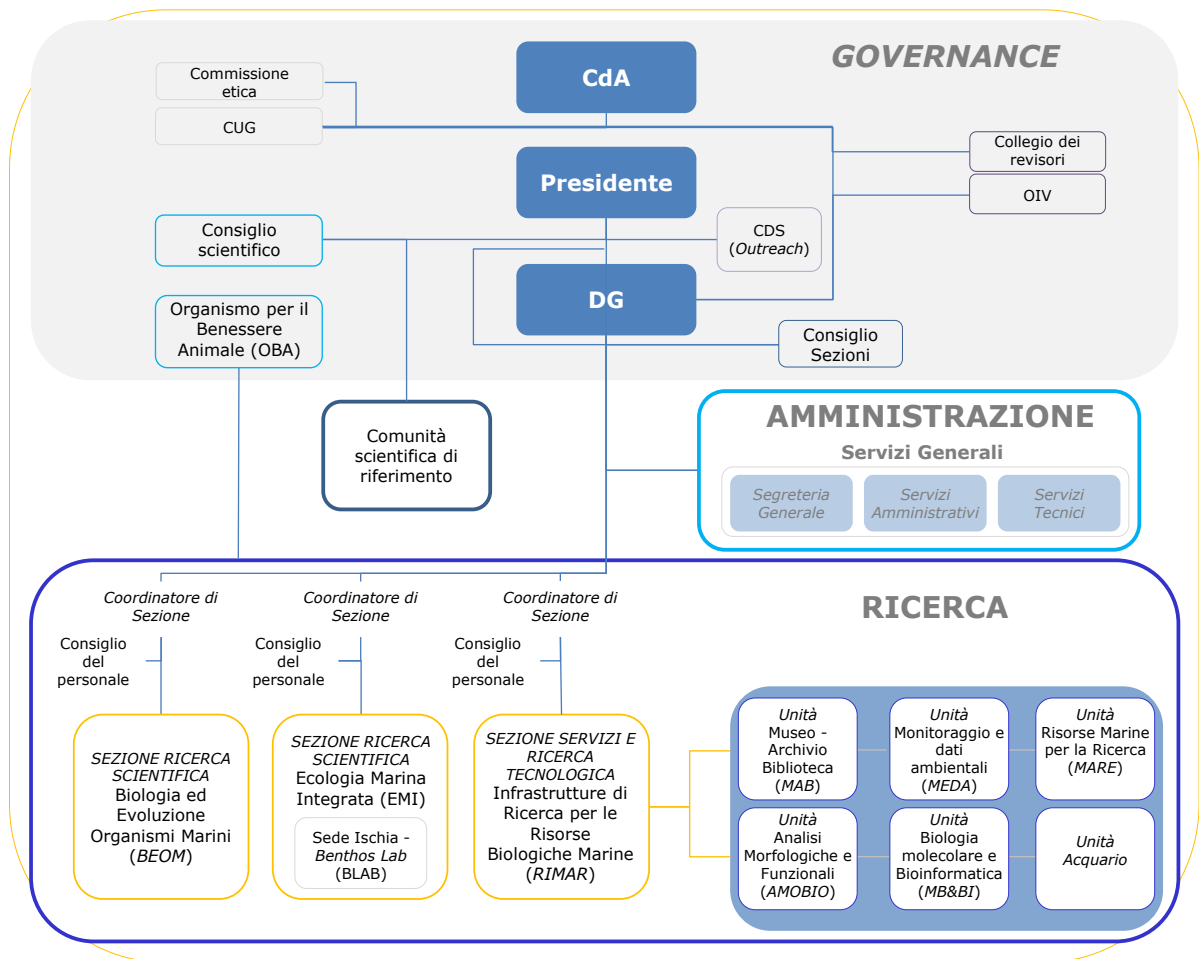 GOVERNANCE
CdA
Commissione
etica
CUG
Collegio dei
revisori
OIV
Presidente
Consiglio
scientifico
CDS
(Outreach)
DG
Organismo per il
Benessere
Animale (OBA)
Consiglio
Sezioni
Comunità
scientifica di
riferimento
AMMINISTRAZIONE
Servizi Generali
Segreteria
Generale
Servizi
Amministrativi
Servizi
Tecnici
RICERCA
Coordinatore di
Sezione
Coordinatore di
Sezione
Coordinatore di
Sezione
Consiglio
del
personale
Consiglio
del
personale
Consiglio
del
personale
SEZIONE RICERCA
SCIENTIFICA
Biologia ed
Evoluzione
Organismi Marini
(BEOM)
SEZIONE RICERCA
SCIENTIFICA
Ecologia Marina
Integrata (EMI)
Sede Ischia -
Benthos Lab
(BLAB)
SEZIONE SERVIZI E
RICERCA
TECNOLOGICA
Infrastrutture di
Ricerca per le
Risorse
Biologiche Marine
(RIMAR)
Unità
Museo -
Archivio
Biblioteca
(MAB)
Unità
Monitoraggio e
dati
ambientali
(MEDA)
Unità
Risorse Marine
per la Ricerca
(MARE)
Unità
Analisi
Morfologiche e
Funzionali
(AMOBIO)
Unità
Biologia
molecolare e
Bioinformatica
(MB&BI)
Unità
Acquario